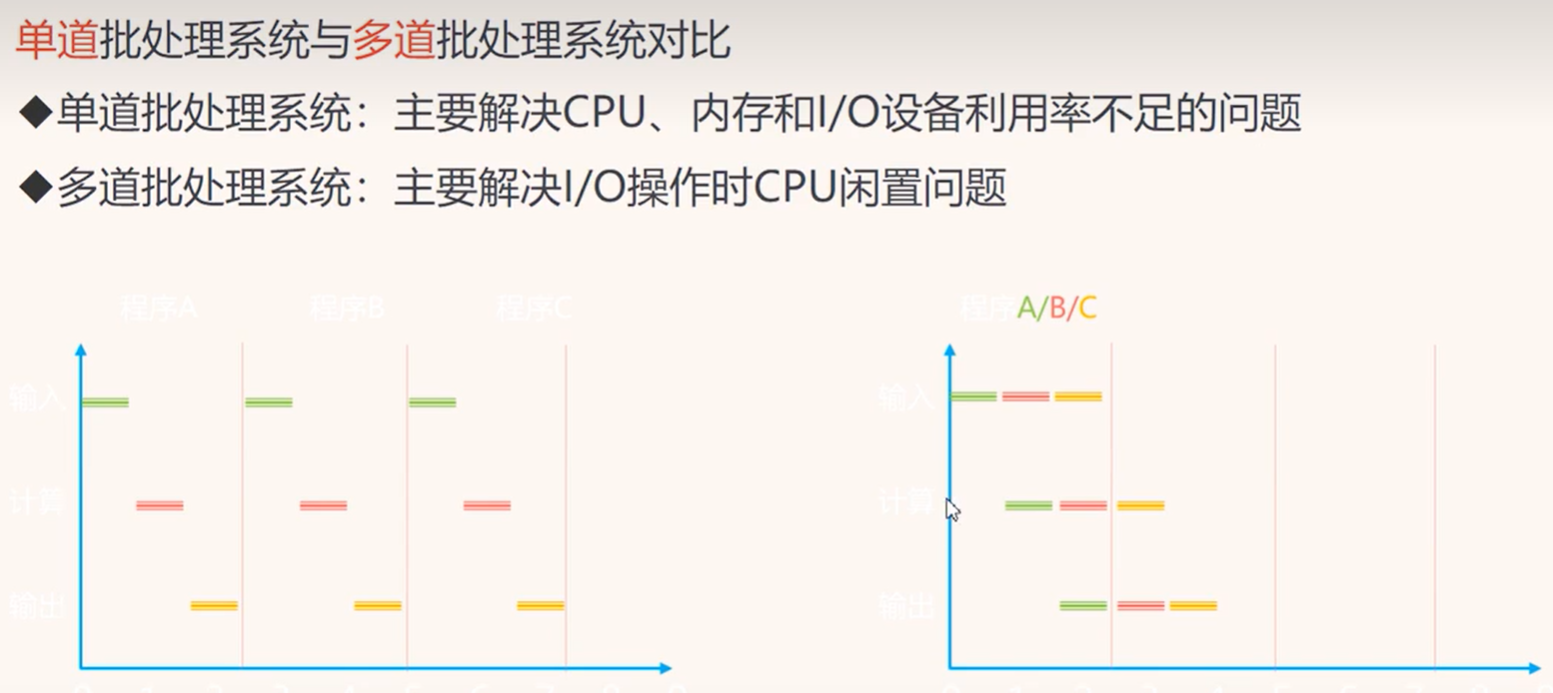 单道批处理系统与多道批处理系统对比
◆单道批处理系统：主要解决CPU、内存和I/O设备利用率不足的问题
◆多道批处理系统：主要解决I/O操作时CPU闲置问题
程序A 程序B 程序C
程序A/B/C
输入
计算
输出
输入
计算
输出